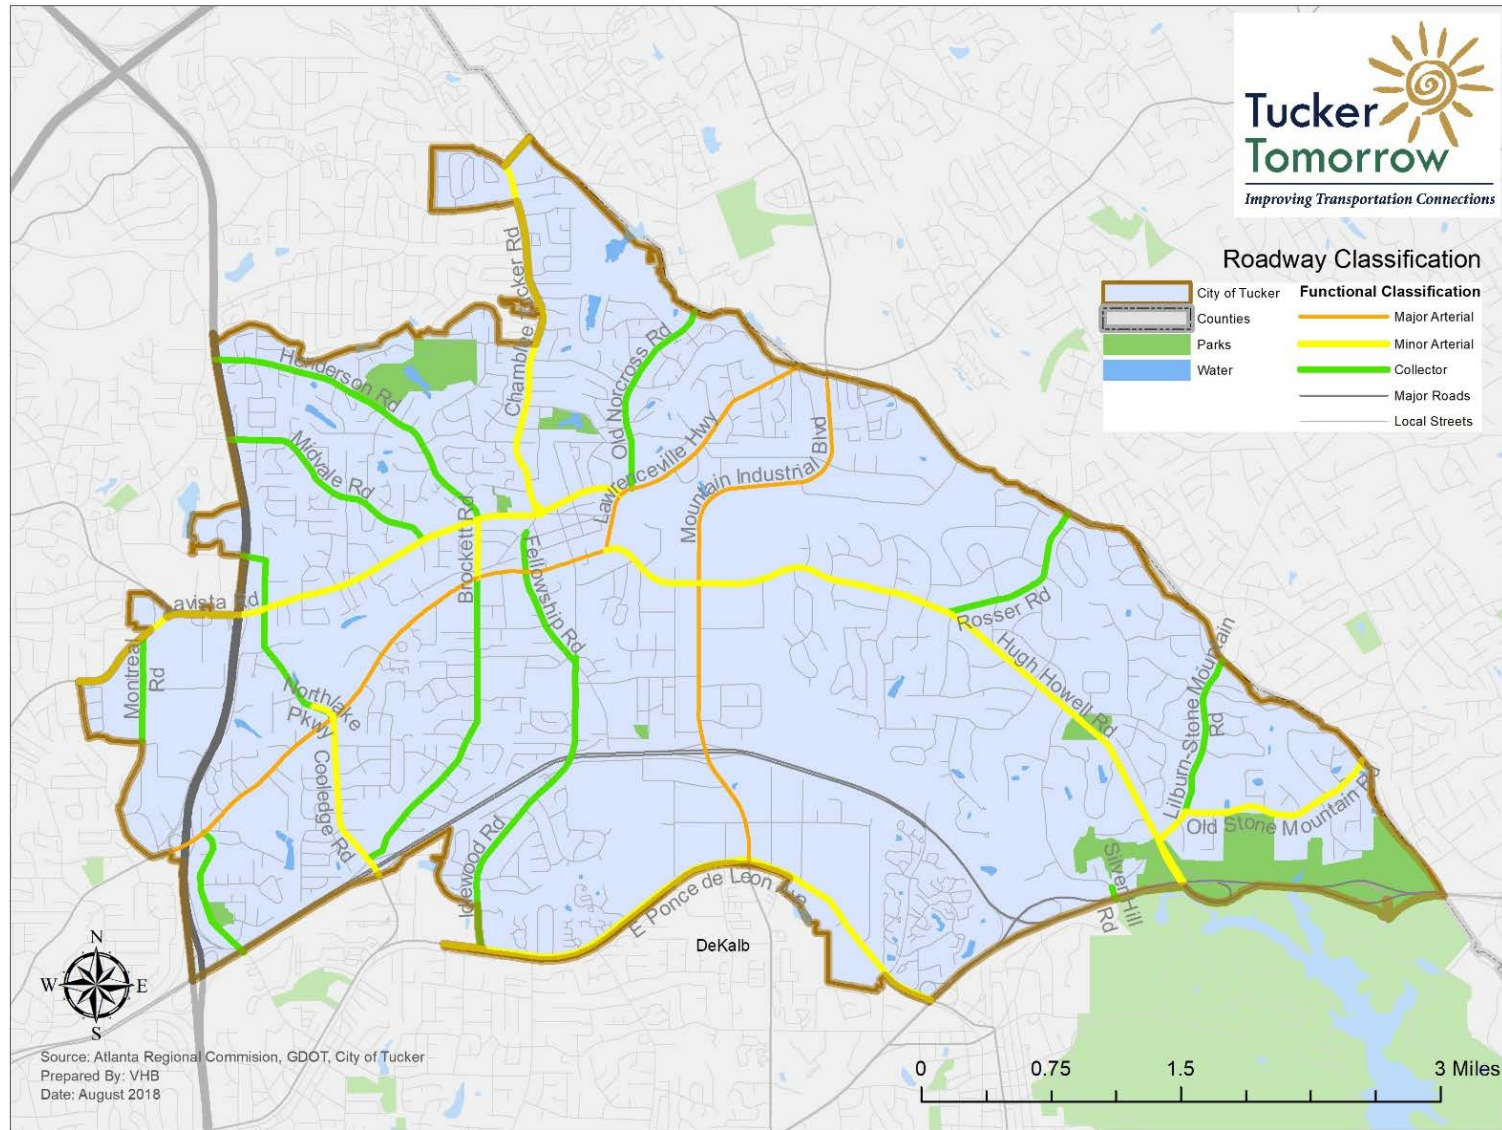 Tucker
Tomorrow
Improving Transportation Connections
Roadway Classification
City of Tucker
Counties
Parks
Water
Functional Classification
Major Arterial
Minor Arterial
Collector
Major Roads
Local Streets
Chamblee Tucker Rd
Henderson Rd
Old Norcross Rd
Lawrenceville Hwy
Mountain Industrial Blvd
Midvale Rd
Brockett Rd
Fellowship Rd
avista Rd
Montreal
Rd
Northlake
Pkwy
Cooledge Rd
Idlewood Rd
E Ponce de Leon Ave
DeKalb
Rosser Rd
Hugh Howell Rd
Lilburn-Stone Mountain
Rd
Old Stone Mountain Rd
Silver Hill
Rd
N
W
E
S
Source: Atlanta Regional Commision, GDOT, City of Tucker
Prepared By: VHB
Date: August 2018
0 0.75 1.5 3 Miles